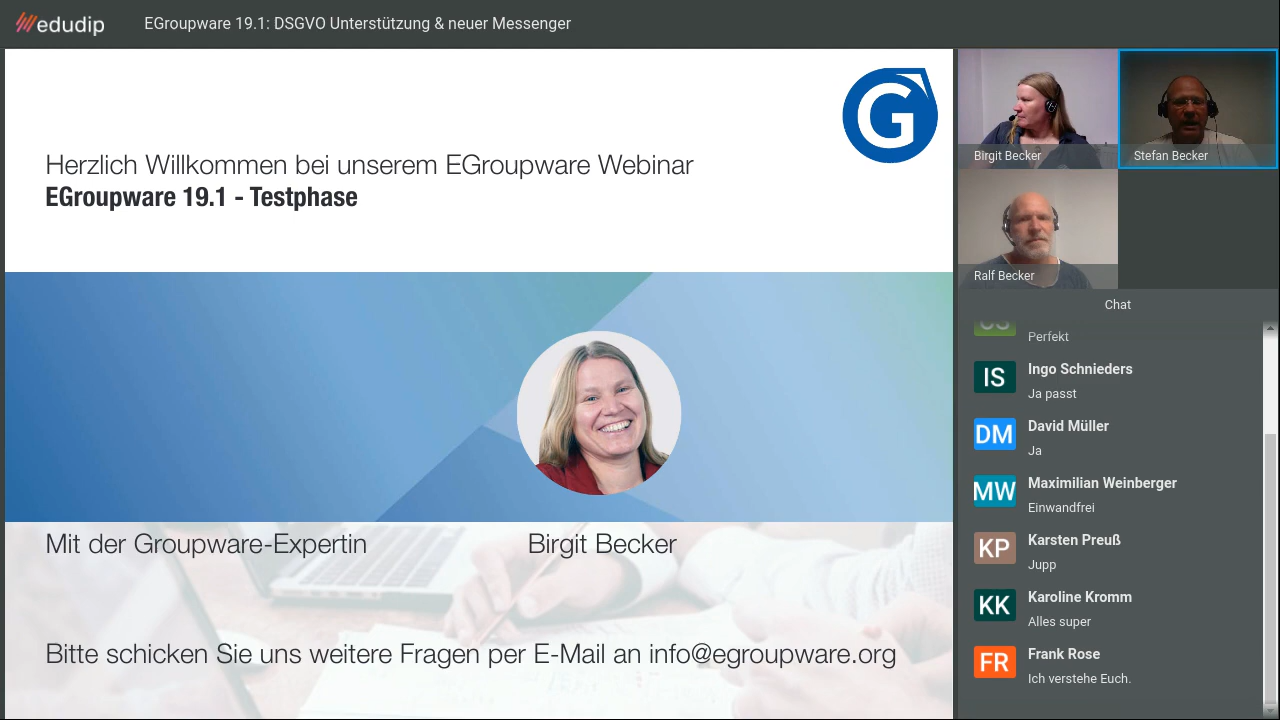 edudip
EGroupware 19.1: DSGVO Unterstützung & neuer Messenger
G
Herzlich Willkommen bei unserem EGroupware Webinar
EGroupware 19.1 - Testphase
Mit der Groupware-Expertin
Birgit Becker
Bitte schicken Sie uns weitere Fragen per E-Mail an info@egroupware.org
Birgit Becker
Stefan Becker
Ralf Becker
Chat
Perfekt
IS
Ingo Schnieders
Ja passt
DM
David Müller
Ja
MW
Maximilian Weinberger
Einwandfrei
KP
Karsten Preuß
Jupp
KK
Karoline Kromm
Alles super
FR
Frank Rose
Ich verstehe Euch.